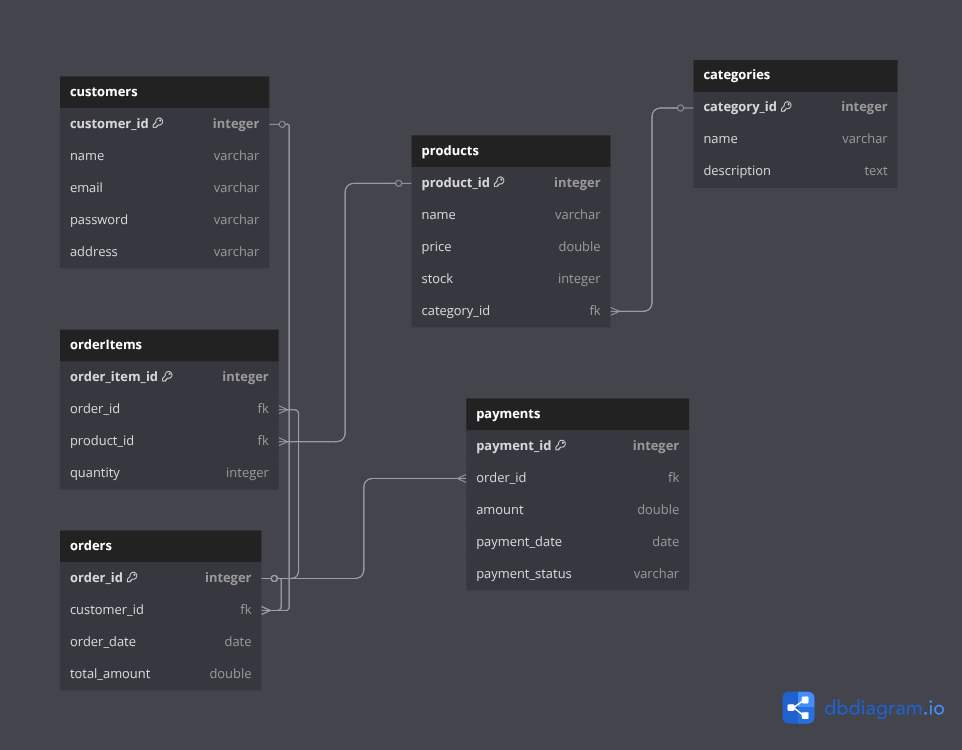 customers
customer_id integer
name varchar
email varchar
password varchar
address varchar
orderItems
order_item_id integer
order_id fk
product_id fk
quantity integer
orders
order_id integer
customer_id fk
order_date date
total_amount double
products
product_id integer
name varchar
price double
stock integer
category_id fk
payments
payment_id integer
order_id fk
amount double
payment_date date
payment_status varchar
categories
category_id integer
name varchar
description text
dbdiagram.io